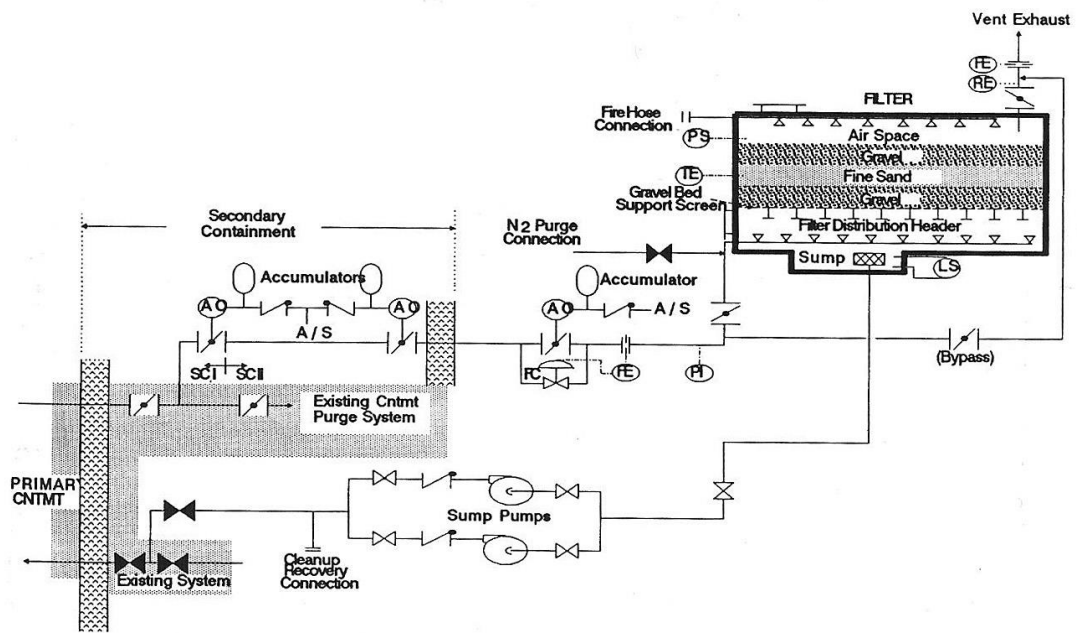 Vent Exhaust
FE
RE
FILTER
Fire Hose
Connection
Air Space
PS
Gravel
TE
Fine Sand
Gravel Bed
Support Screen
Gravel
Filter Distribution Header
Secondary
Containment
N2 Purge
Connection
Sump
LS
Accumulators
Accumulator
AO
AO
AO
A/S
A/S
(Bypass)
SCI
SCII
FC
FE
PI
Existing Cntmt
Purge System
PRIMARY
CNTMT
Sump Pumps
Cleanup
Recovery
Connection
Existing System